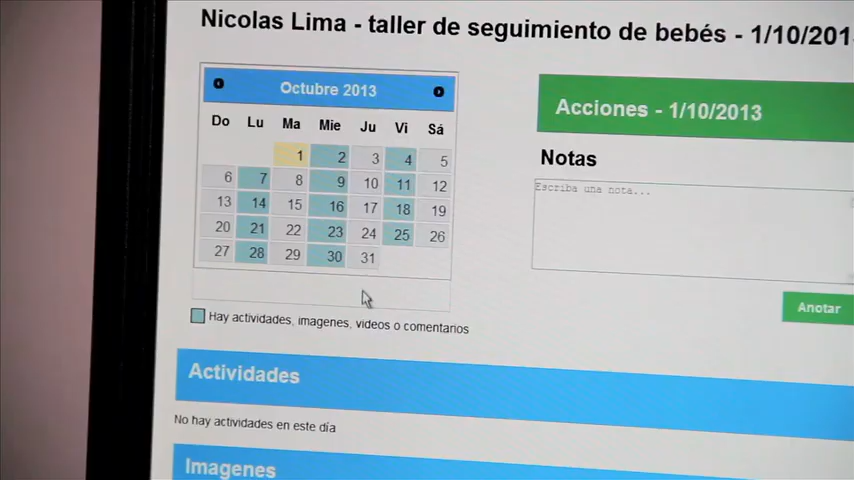 Nicolas Lima - taller de seguimiento de bebés - 1/10/201
Octubre 2013
Do Lu Ma Mie Ju Vi Sá
1 2 3 4 5
6 7 8 9 10 11 12
13 14 15 16 17 18 19
20 21 22 23 24 25 26
27 28 29 30 31
Hay actividades, imagenes, videos o comentarios
Acciones - 1/10/2013
Notas
Escriba una nota...
Anotar
Actividades
No hay actividades en este día
Imagenes